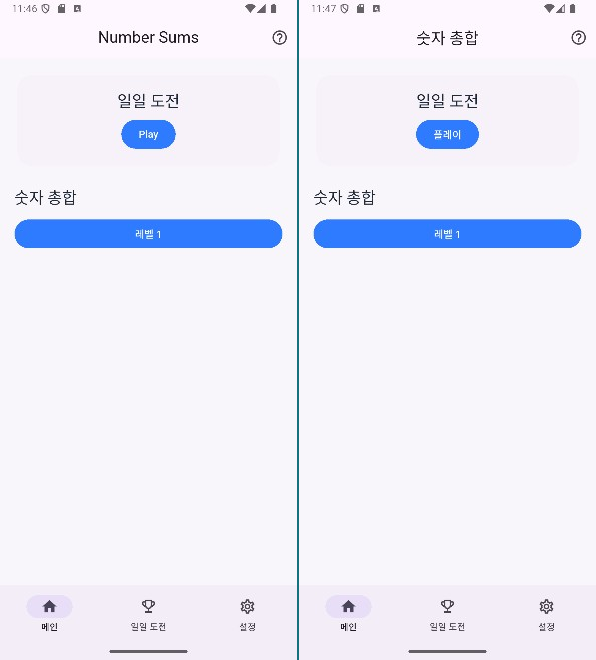 11:46
Number Sums
일일 도전
Play
숫자 총합
레벨 1
메인
일일 도전
설정
11:47
숫자 총합
일일 도전
플레이
숫자 총합
레벨 1
메인
일일 도전
설정